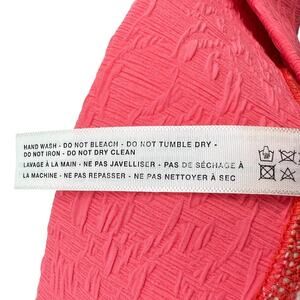 HAND WASH - DO NOT BLEACH - DO NOT TUMBLE DRY -
DO NOT IRON - DO NOT DRY CLEAN
LAVAGE À LA MAIN - NE PAS JAVELLISER - PAS DE SÉCHAGE À
LA MACHINE - NE PAS REPASSER - NE PAS NETTOYER À SEC